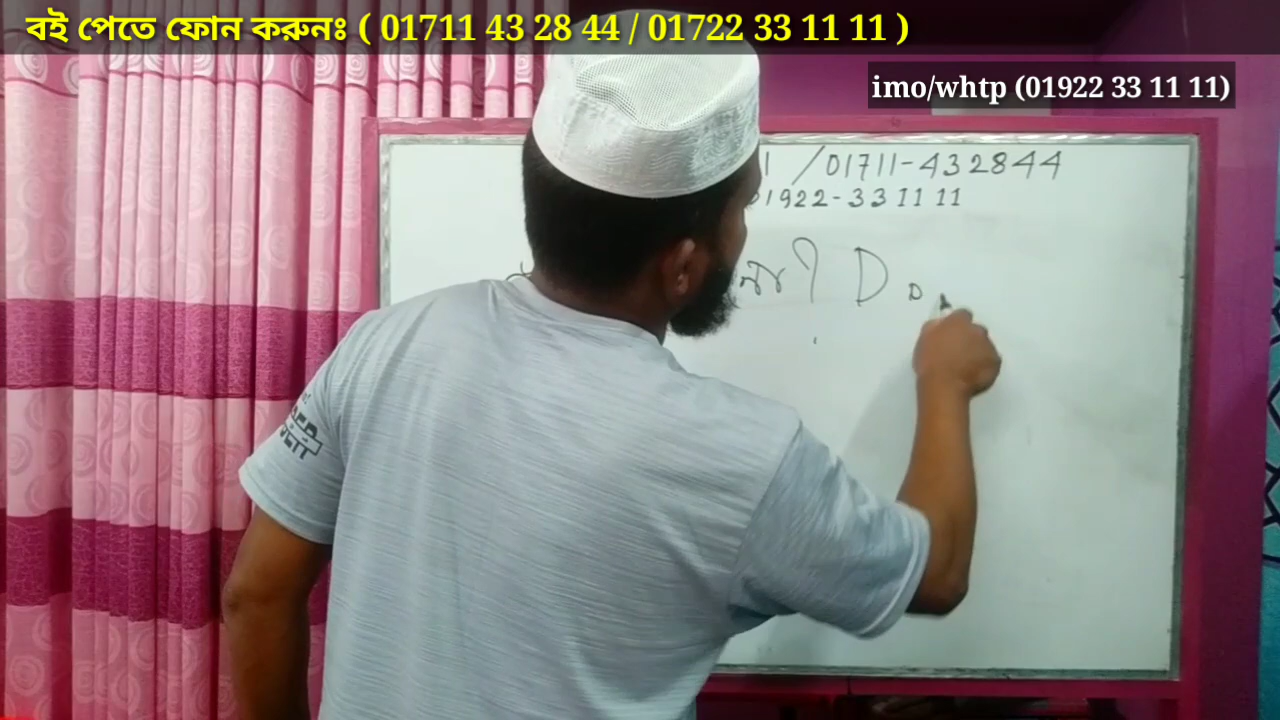 বই পেতে ফোন করুনঃ ( 01711 43 28 44 / 01722 33 11 11 )
imo/whtp (01922 33 11 11)
1 /01711-432844
01922-331111
D D